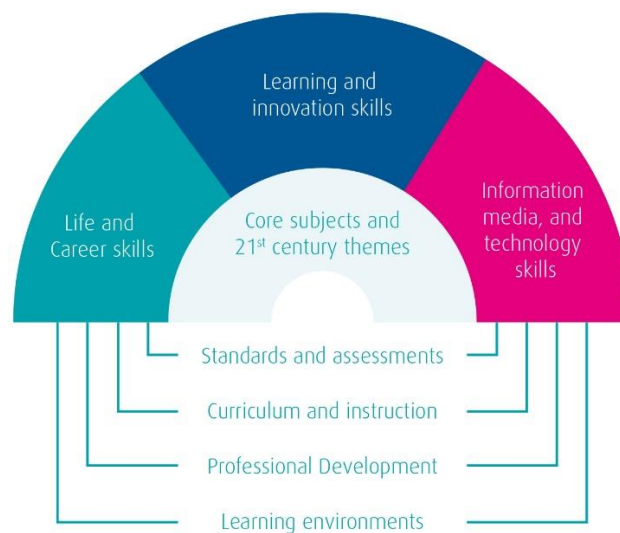 Learning and
innovation skills
Life and
Career skills
Core subjects and
21st century themes
Information
media, and
technology
skills
Standards and assessments
Curriculum and instruction
Professional Development
Learning environments